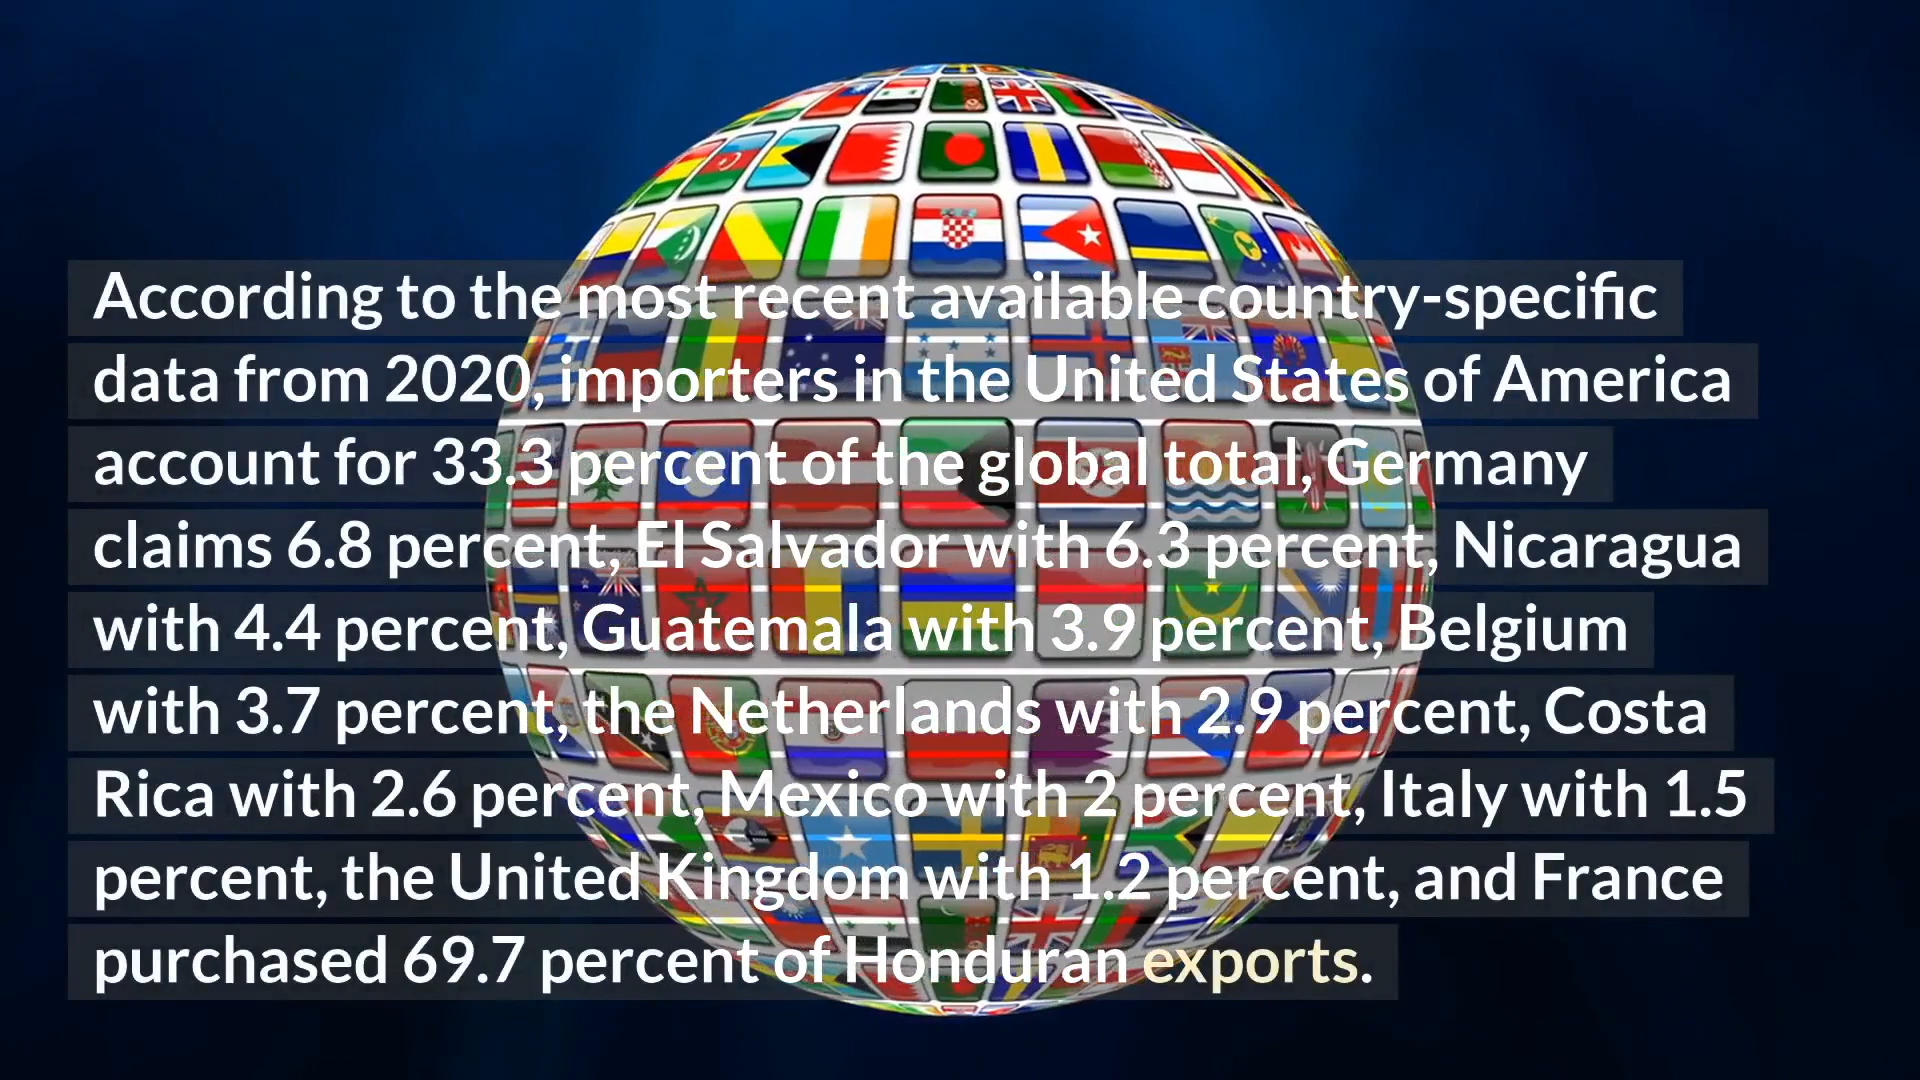 According to the most recent available country-specific
data from 2020, importers in the United States of America
account for 33.3 percent of the global total, Germany
claims 6.8 percent, El Salvador with 6.3 percent, Nicaragua
with 4.4 percent, Guatemala with 3.9 percent, Belgium
with 3.7 percent, the Netherlands with 2.9 percent, Costa
Rica with 2.6 percent, Mexico with 2 percent, Italy with 1.5
percent, the United Kingdom with 1.2 percent, and France
purchased 69.7 percent of Honduran exports.